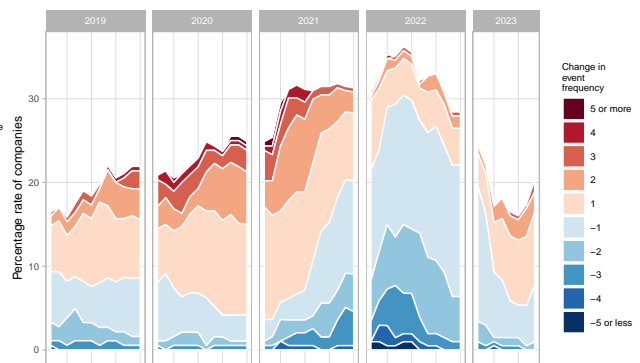 2019 2020 2021 2022 2023
Percentage rate of companies
30
20
10
0
Change in
event
frequency
5 or more
4
3
2
1
−1
−2
−3
−4
−5 or less